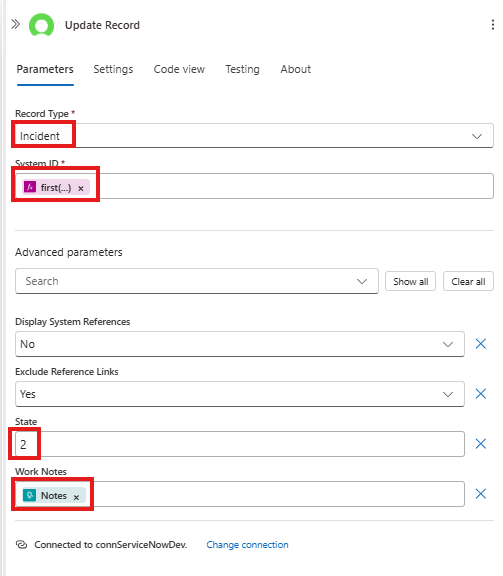 Update Record
Parameters Settings Code view Testing About
Record Type *
Incident
System ID *
fx first(...) ×
Advanced parameters
Search Show all Clear all
Display System References
No
Exclude Reference Links
Yes
State
2
Work Notes
Notes ×
Connected to connServiceNowDev. Change connection